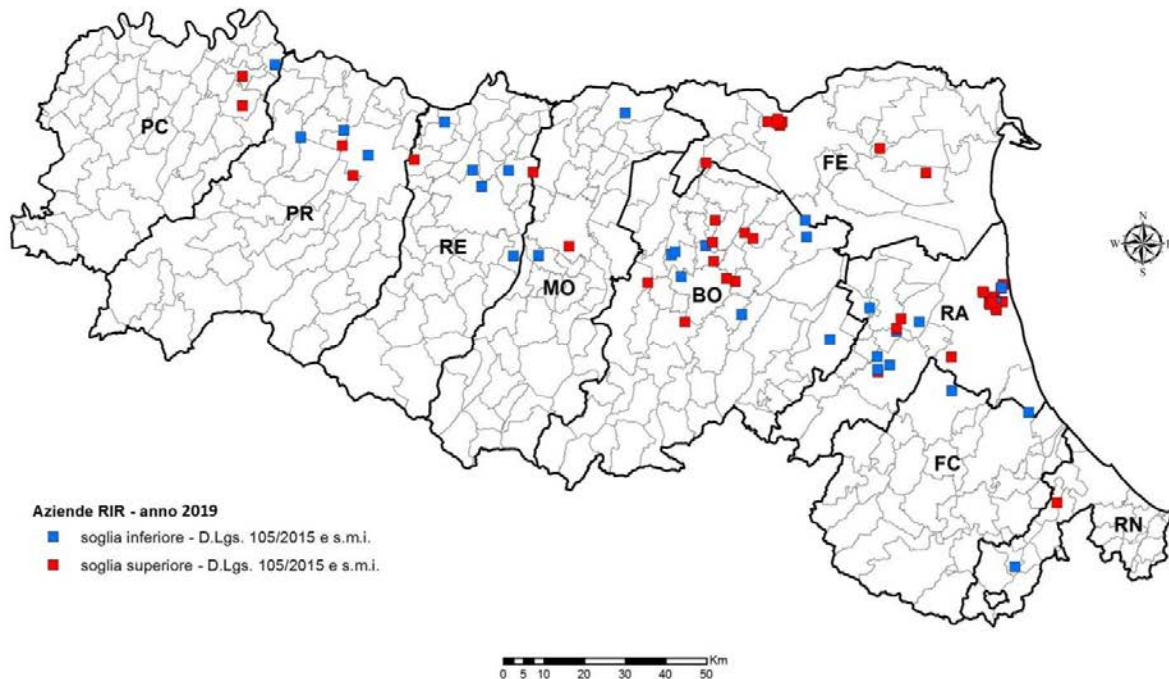 PC
PR
RE
MO
BO
FE
RA
FC
RN
N
W E
S
Aziende RIR - anno 2019
soglia inferiore - D.Lgs. 105/2015 e s.m.i.
soglia superiore - D.Lgs. 105/2015 e s.m.i.
Km
0 5 10 20 30 40 50